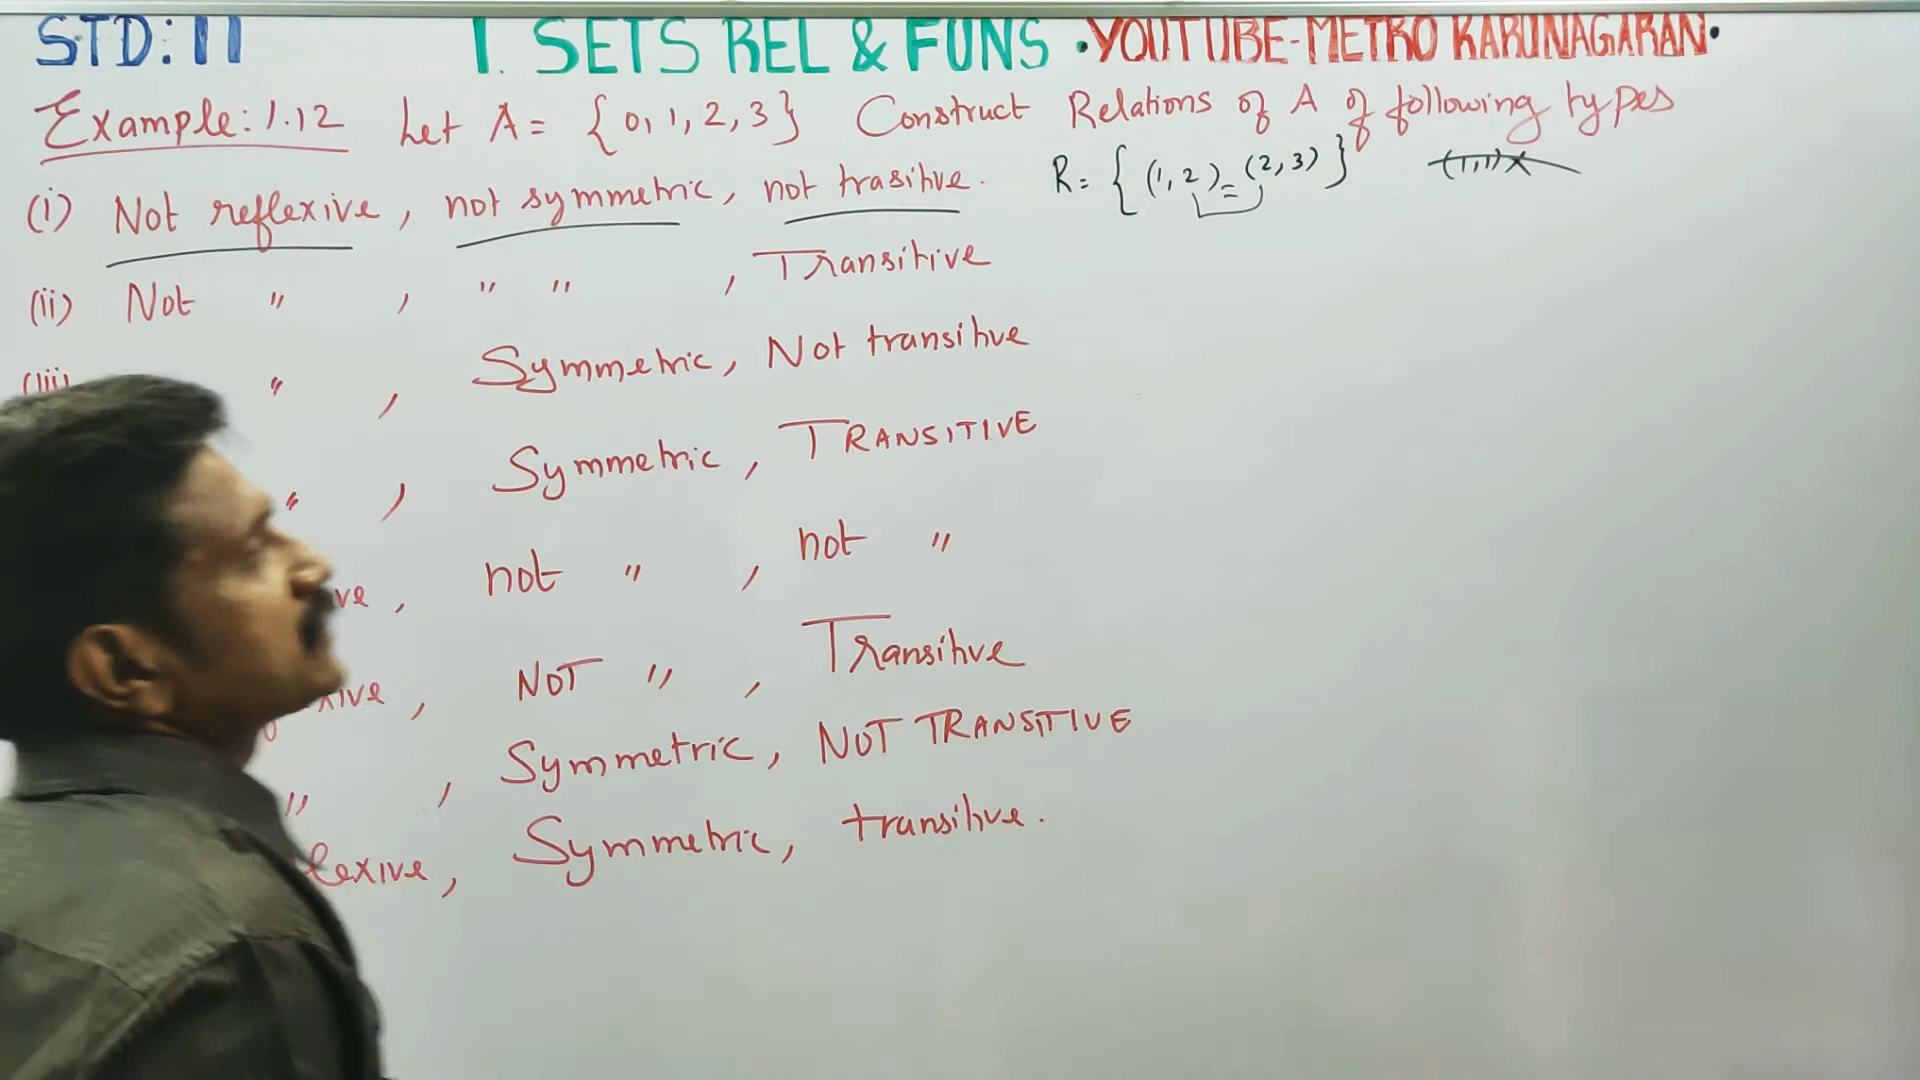 STD: 11 1. SETS REL & FUNS •YOUTUBE-METRO KARUNAGARAN•
Example: 1.12 Let A = {0, 1, 2, 3} Construct Relations of A of following types
(i) Not reflexive, not symmetric, not trasitive. R = {(1, 2) (2, 3)} (1,1) X
(ii) Not " , " " , Transitive
(iii) " , Symmetric, Not transitive
" , Symmetric, TRANSITIVE
ve, not " , not "
xive, NOT " , Transitive
" , Symmetric, NOT TRANSITIVE
lexive, Symmetric, transitive.